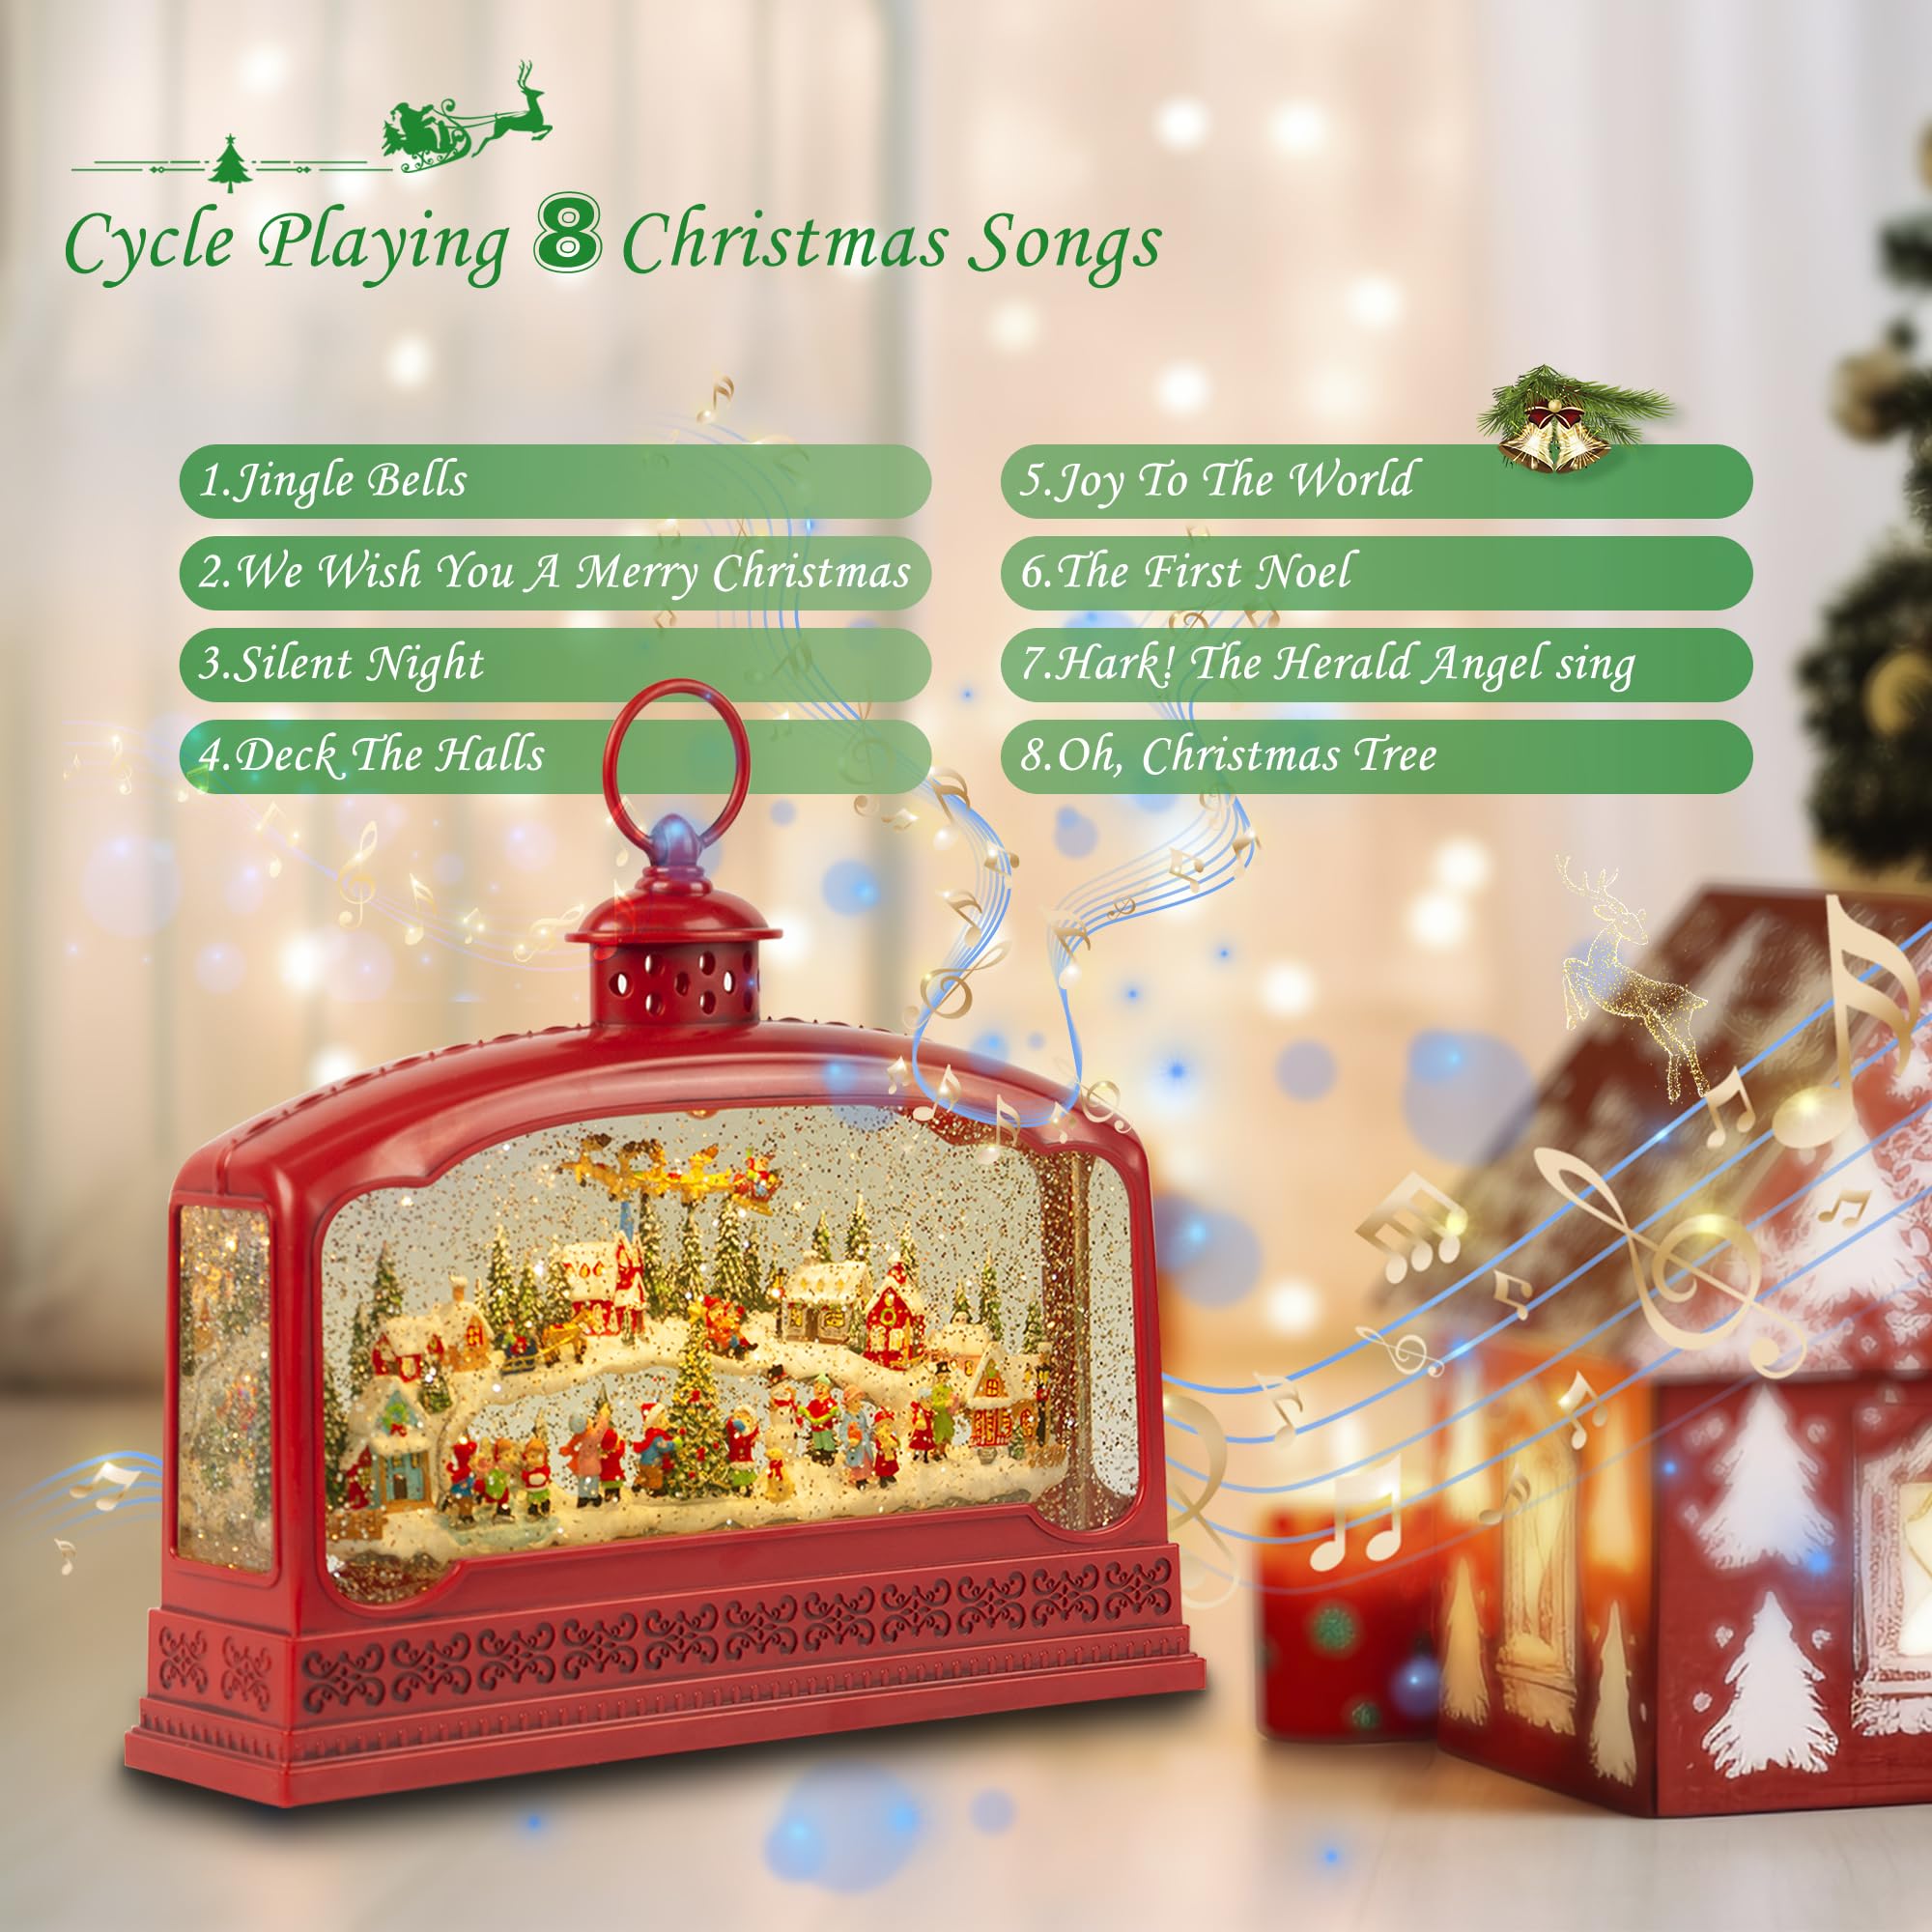 Cycle Playing 8 Christmas Songs
1.Jingle Bells
2.We Wish You A Merry Christmas
3.Silent Night
4.Deck The Halls
5.Joy To The World
6.The First Noel
7.Hark! The Herald Angel sing
8.Oh, Christmas Tree